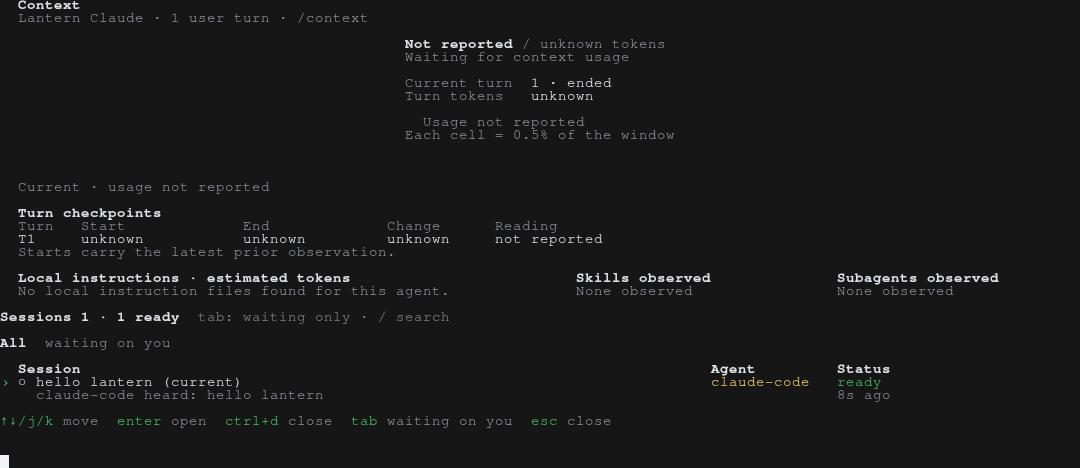 Context
Lantern Claude · 1 user turn · /context
Not reported / unknown tokens
Waiting for context usage
Current turn 1 · ended
Turn tokens unknown
Usage not reported
Each cell = 0.5% of the window
Current · usage not reported
Turn checkpoints
Turn Start End Change Reading
T1 unknown unknown unknown not reported
Starts carry the latest prior observation.
Local instructions · estimated tokens Skills observed Subagents observed
No local instruction files found for this agent. None observed None observed
Sessions 1 · 1 ready tab: waiting only · / search
All waiting on you
Session Agent Status
› o hello lantern (current) claude-code ready
claude-code heard: hello lantern 8s ago
↑↓/j/k move enter open ctrl+d close tab waiting on you esc close